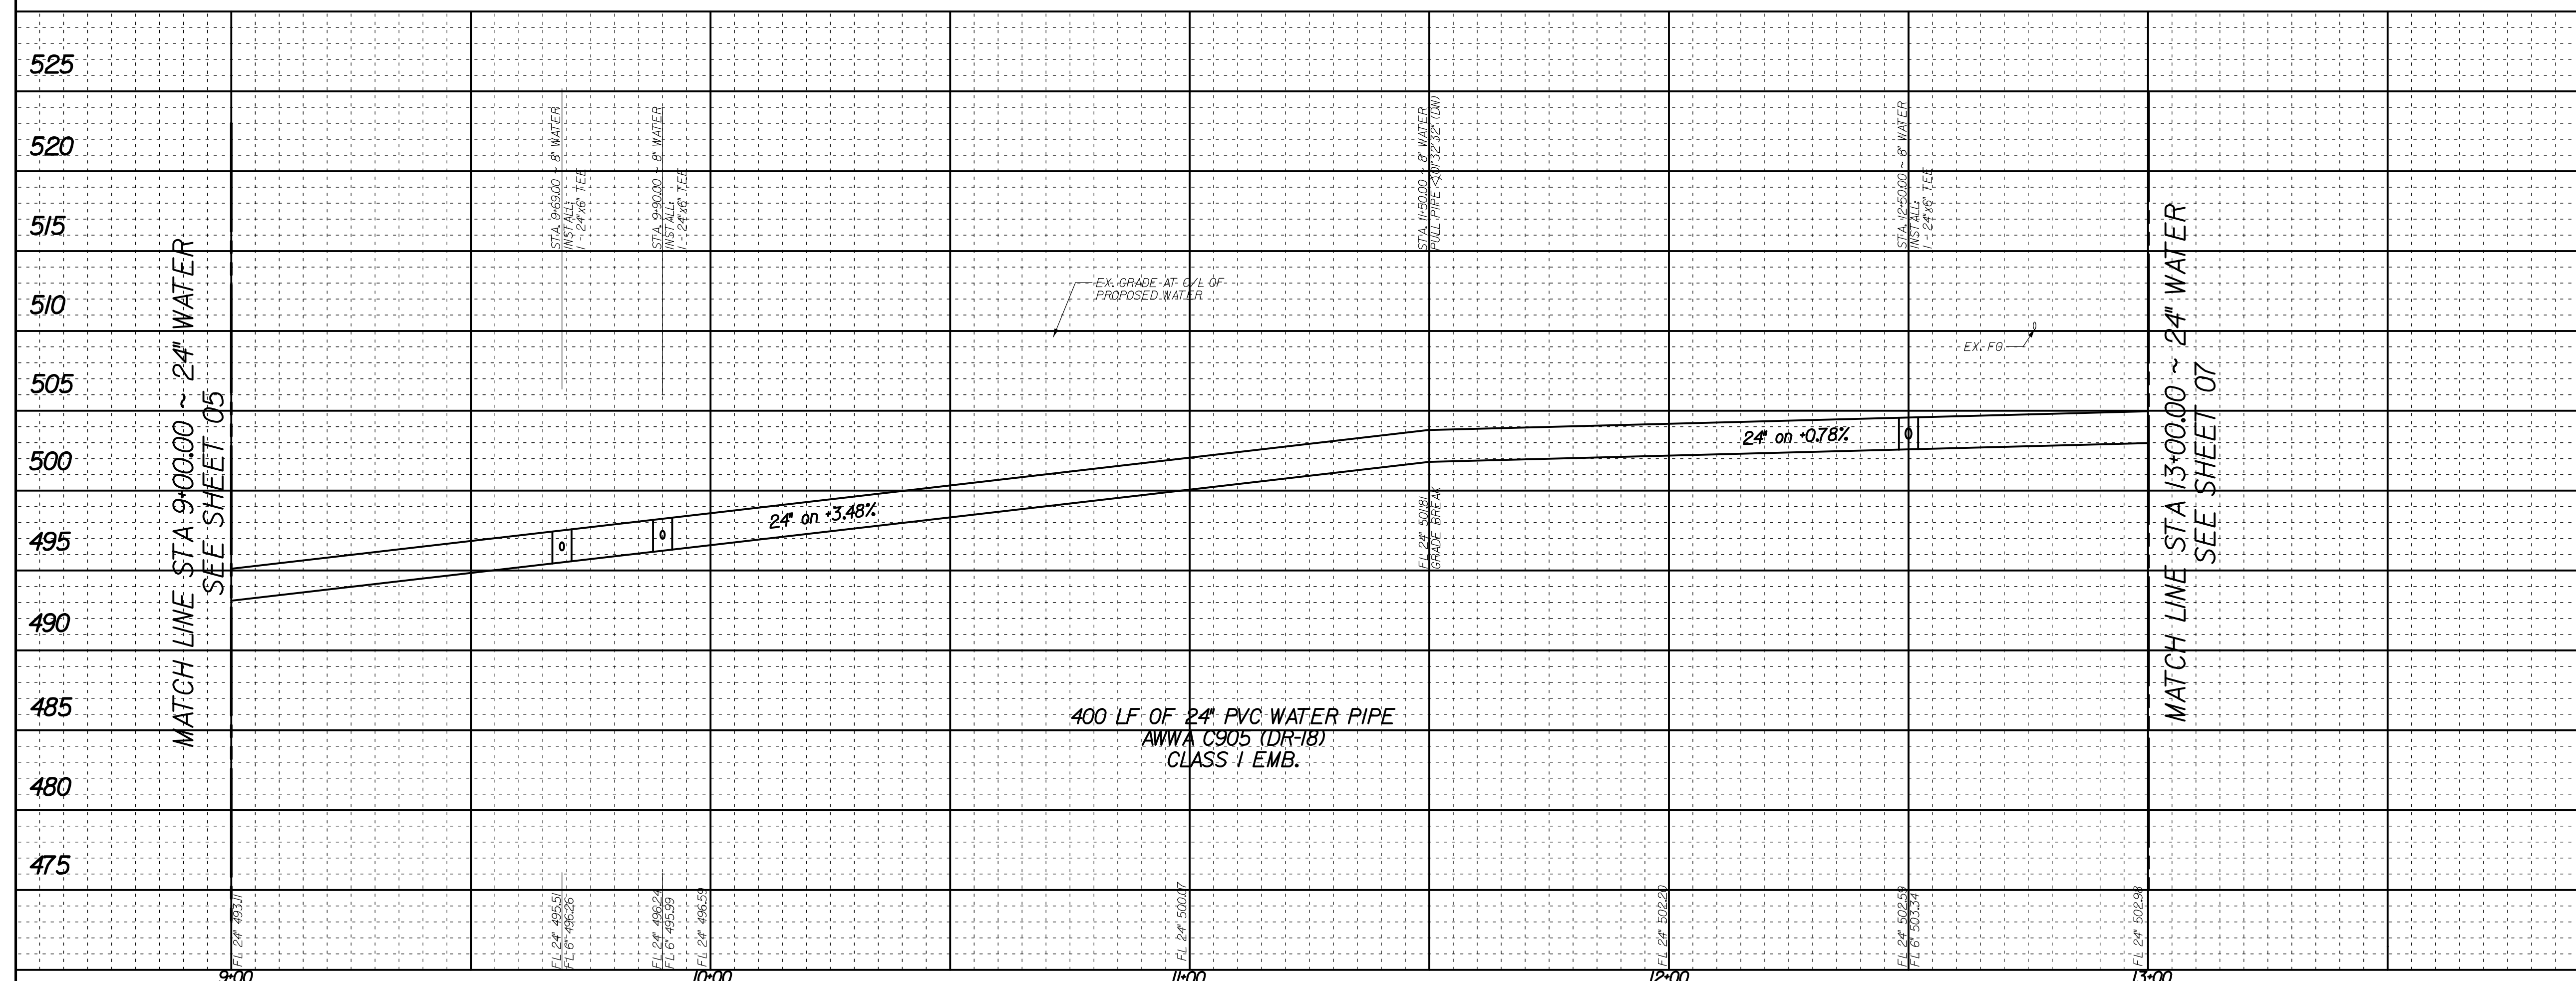 525
520
515
510
505
500
495
490
485
480
475
MATCH LINE STA 9+00.00 ~ 24" WATER
SEE SHEET 05
STA. 9+69.00 ~ 8" WATER
INSTALL:
1 - 24"x6" TEE
STA. 9+90.00 ~ 8" WATER
INSTALL:
1 - 24"x6" TEE
EX. GRADE AT C/L OF
PROPOSED WATER
STA. 11+50.00 ~ 8" WATER
PULL PIPE <)01°32'32" (DN)
STA. 12+50.00 ~ 8" WATER
INSTALL:
1 - 24"x6" TEE
EX. FO
MATCH LINE STA 13+00.00 ~ 24" WATER
SEE SHEET 07
24" on +3.48%
24" on +0.78%
FL 24" 501.81
GRADE BREAK
400 LF OF 24" PVC WATER PIPE
AWWA C905 (DR-18)
CLASS 1 EMB.
FL 24" 493.11
FL 24" 495.51
FL 6" 496.26
FL 24" 496.24
FL 6" 495.99
FL 24" 496.59
FL 24" 500.07
FL 24" 502.20
FL 24" 502.59
FL 6" 503.34
FL 24" 502.98
9+00
10+00
11+00
12+00
13+00